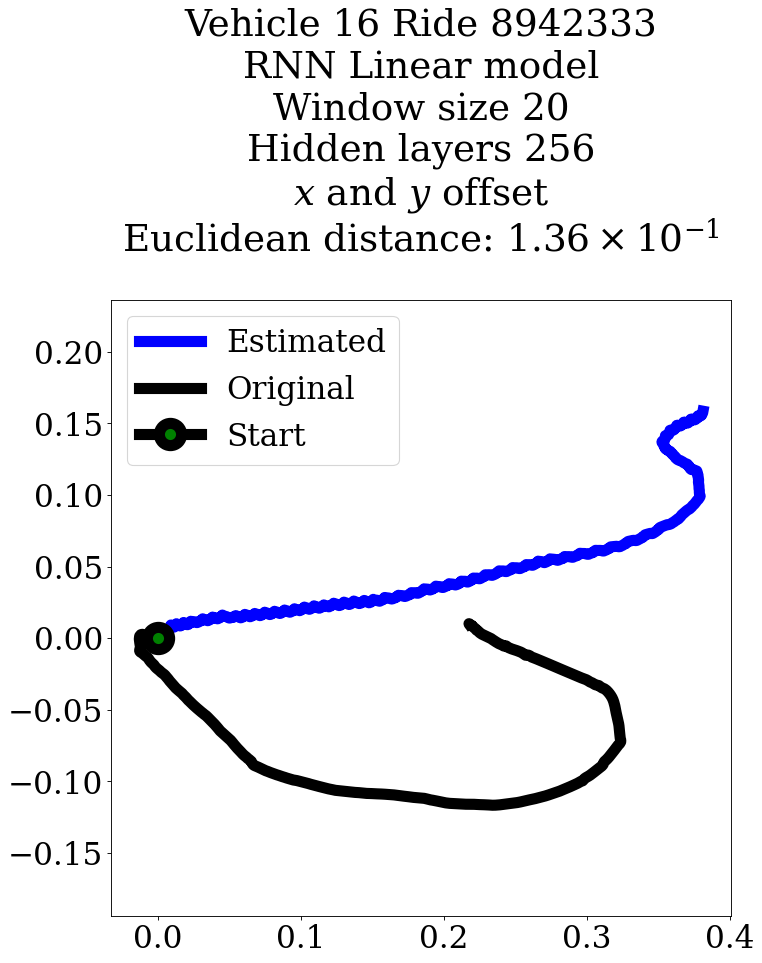 Vehicle 16 Ride 8942333
RNN Linear model
Window size 20
Hidden layers 256
x and y offset
Euclidean distance: 1.36 × 10⁻¹
Estimated
Original
Start
0.20
0.15
0.10
0.05
0.00
−0.05
−0.10
−0.15
0.0 0.1 0.2 0.3 0.4